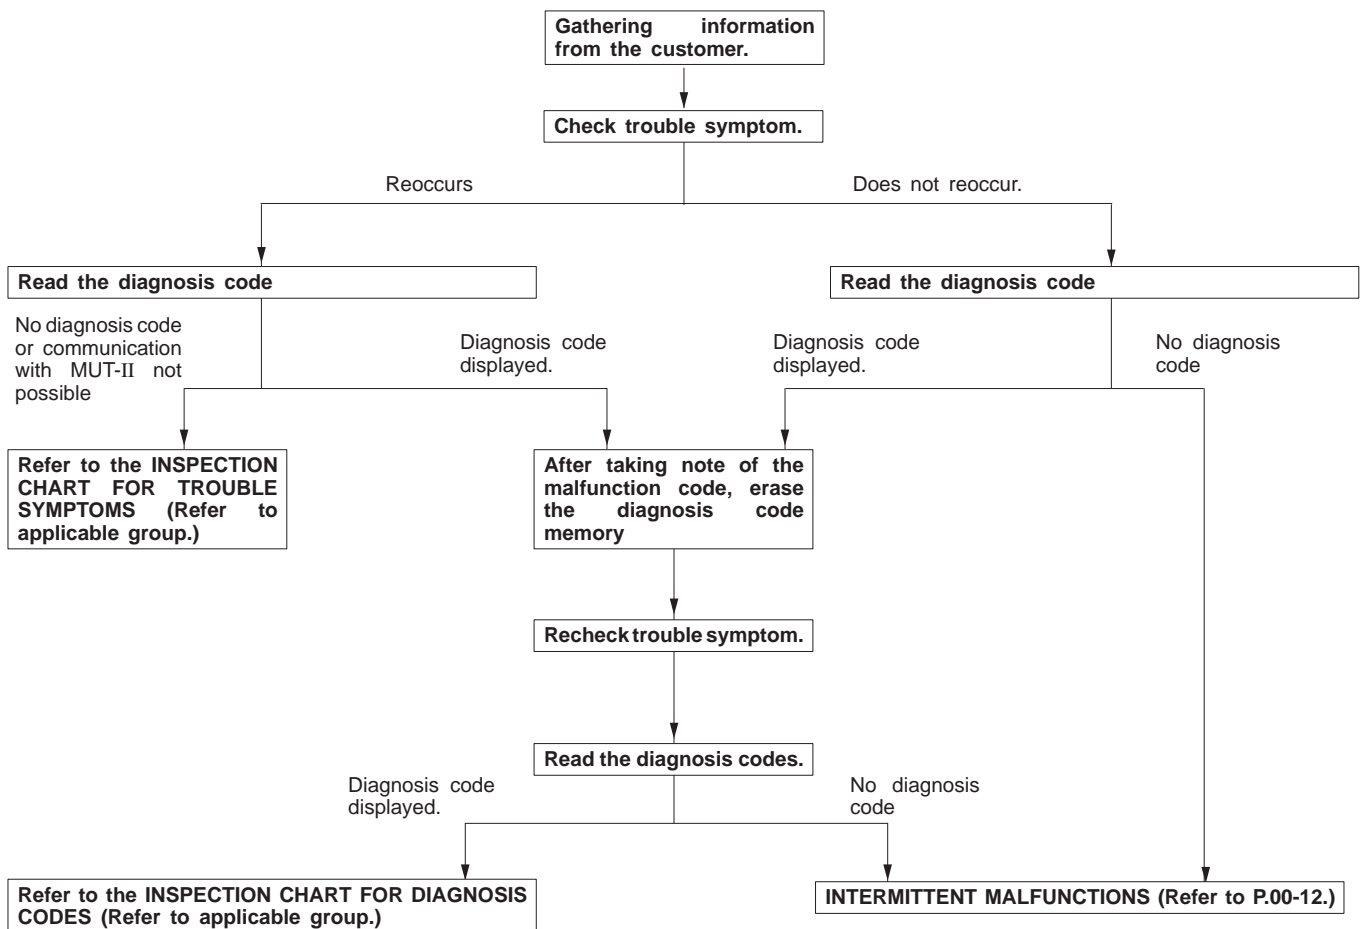 Gathering information
from the customer.
Check trouble symptom.
Reoccurs
Does not reoccur.
Read the diagnosis code
Read the diagnosis code
No diagnosis code
or communication
with MUT-II not
possible
Diagnosis code
displayed.
Diagnosis code
displayed.
No diagnosis
code
Refer to the INSPECTION
CHART FOR TROUBLE
SYMPTOMS (Refer to
applicable group.)
After taking note of the
malfunction code, erase
the diagnosis code
memory
Recheck trouble symptom.
Read the diagnosis codes.
Diagnosis code
displayed.
No diagnosis
code
Refer to the INSPECTION CHART FOR DIAGNOSIS
CODES (Refer to applicable group.)
INTERMITTENT MALFUNCTIONS (Refer to P.00-12.)